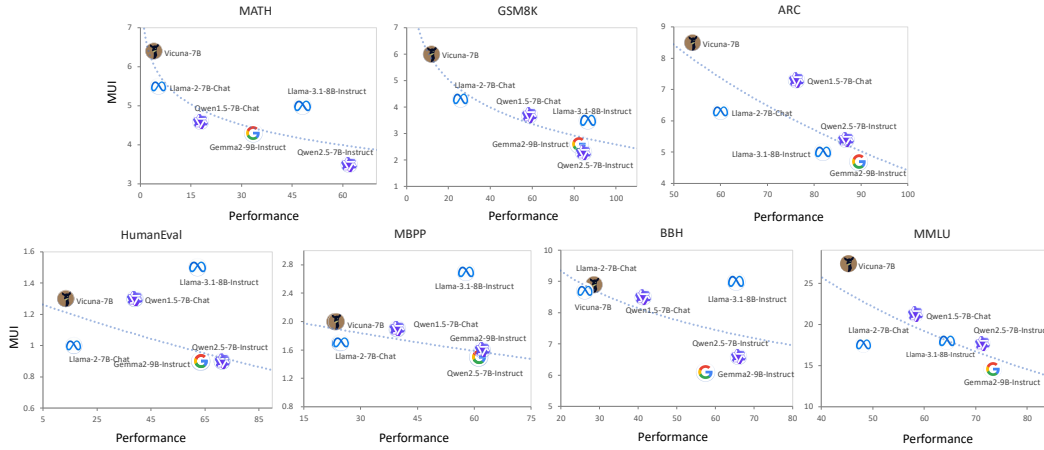 MATH
7
6
5
4
3
0
15
30
45
60
MUI
Performance
Vicuna-7B
Llama-2-7B-Chat
Llama-3.1-8B-Instruct
Qwen1.5-7B-Chat
Gemma2-9B-Instruct
Qwen2.5-7B-Instruct
GSM8K
7
6
5
4
3
2
1
0
20
40
60
80
100
Performance
Vicuna-7B
Llama-2-7B-Chat
Qwen1.5-7B-Chat
Llama-3.1-8B-Instruct
Gemma2-9B-Instruct
Qwen2.5-7B-Instruct
ARC
9
8
7
6
5
4
50
60
70
80
90
100
Performance
Vicuna-7B
Qwen1.5-7B-Chat
Llama-2-7B-Chat
Qwen2.5-7B-Instruct
Llama-3.1-8B-Instruct
Gemma2-9B-Instruct
HumanEval
1.6
1.4
1.2
1
0.8
0.6
5
25
45
65
85
MUI
Performance
Llama-3.1-8B-Instruct
Vicuna-7B
Qwen1.5-7B-Chat
Llama-2-7B-Chat
Qwen2.5-7B-Instruct
Gemma2-9B-Instruct
MBPP
2.8
2.4
2.0
1.6
1.2
0.8
15
30
45
60
75
Performance
Llama-3.1-8B-Instruct
Vicuna-7B
Qwen1.5-7B-Chat
Llama-2-7B-Chat
Gemma2-9B-Instruct
Qwen2.5-7B-Instruct
BBH
10
9
8
7
6
5
20
30
40
50
60
70
80
Performance
Llama-2-7B-Chat
Vicuna-7B
Qwen1.5-7B-Chat
Llama-3.1-8B-Instruct
Qwen2.5-7B-Instruct
Gemma2-9B-Instruct
MMLU
30
25
20
15
10
40
50
60
70
80
Performance
Vicuna-7B
Qwen1.5-7B-Chat
Llama-2-7B-Chat
Qwen2.5-7B-Instruct
Llama-3.1-8B-Instruct
Gemma2-9B-Instruct